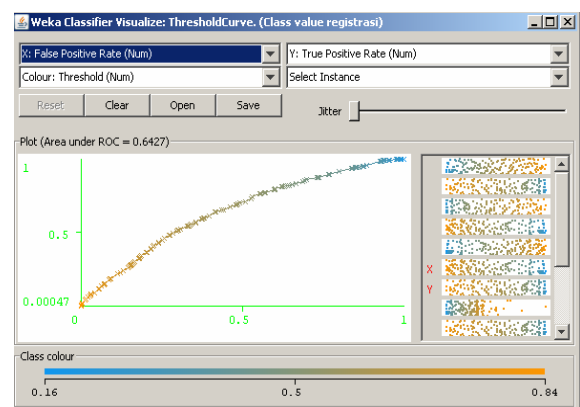 Weka Classifier Visualize: ThresholdCurve. (Class value registrasi)
X: False Positive Rate (Num)
Y: True Positive Rate (Num)
Colour: Threshold (Num)
Select Instance
Reset
Clear
Open
Save
Jitter
Plot (Area under ROC = 0.6427)
1
0.5
0.00047
0
0.5
1
X
Y
Class colour
0.16
0.5
0.84